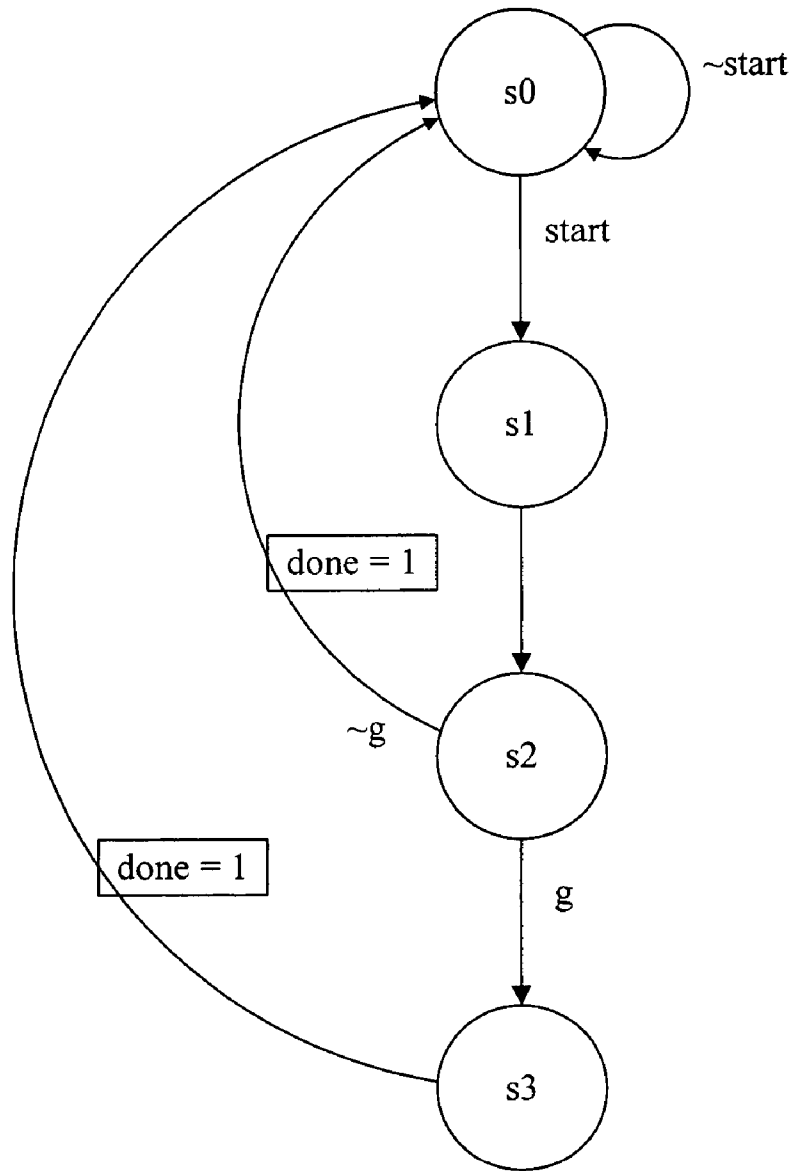 s0
~start
start
s1
done = 1
~g
s2
done = 1
g
s3